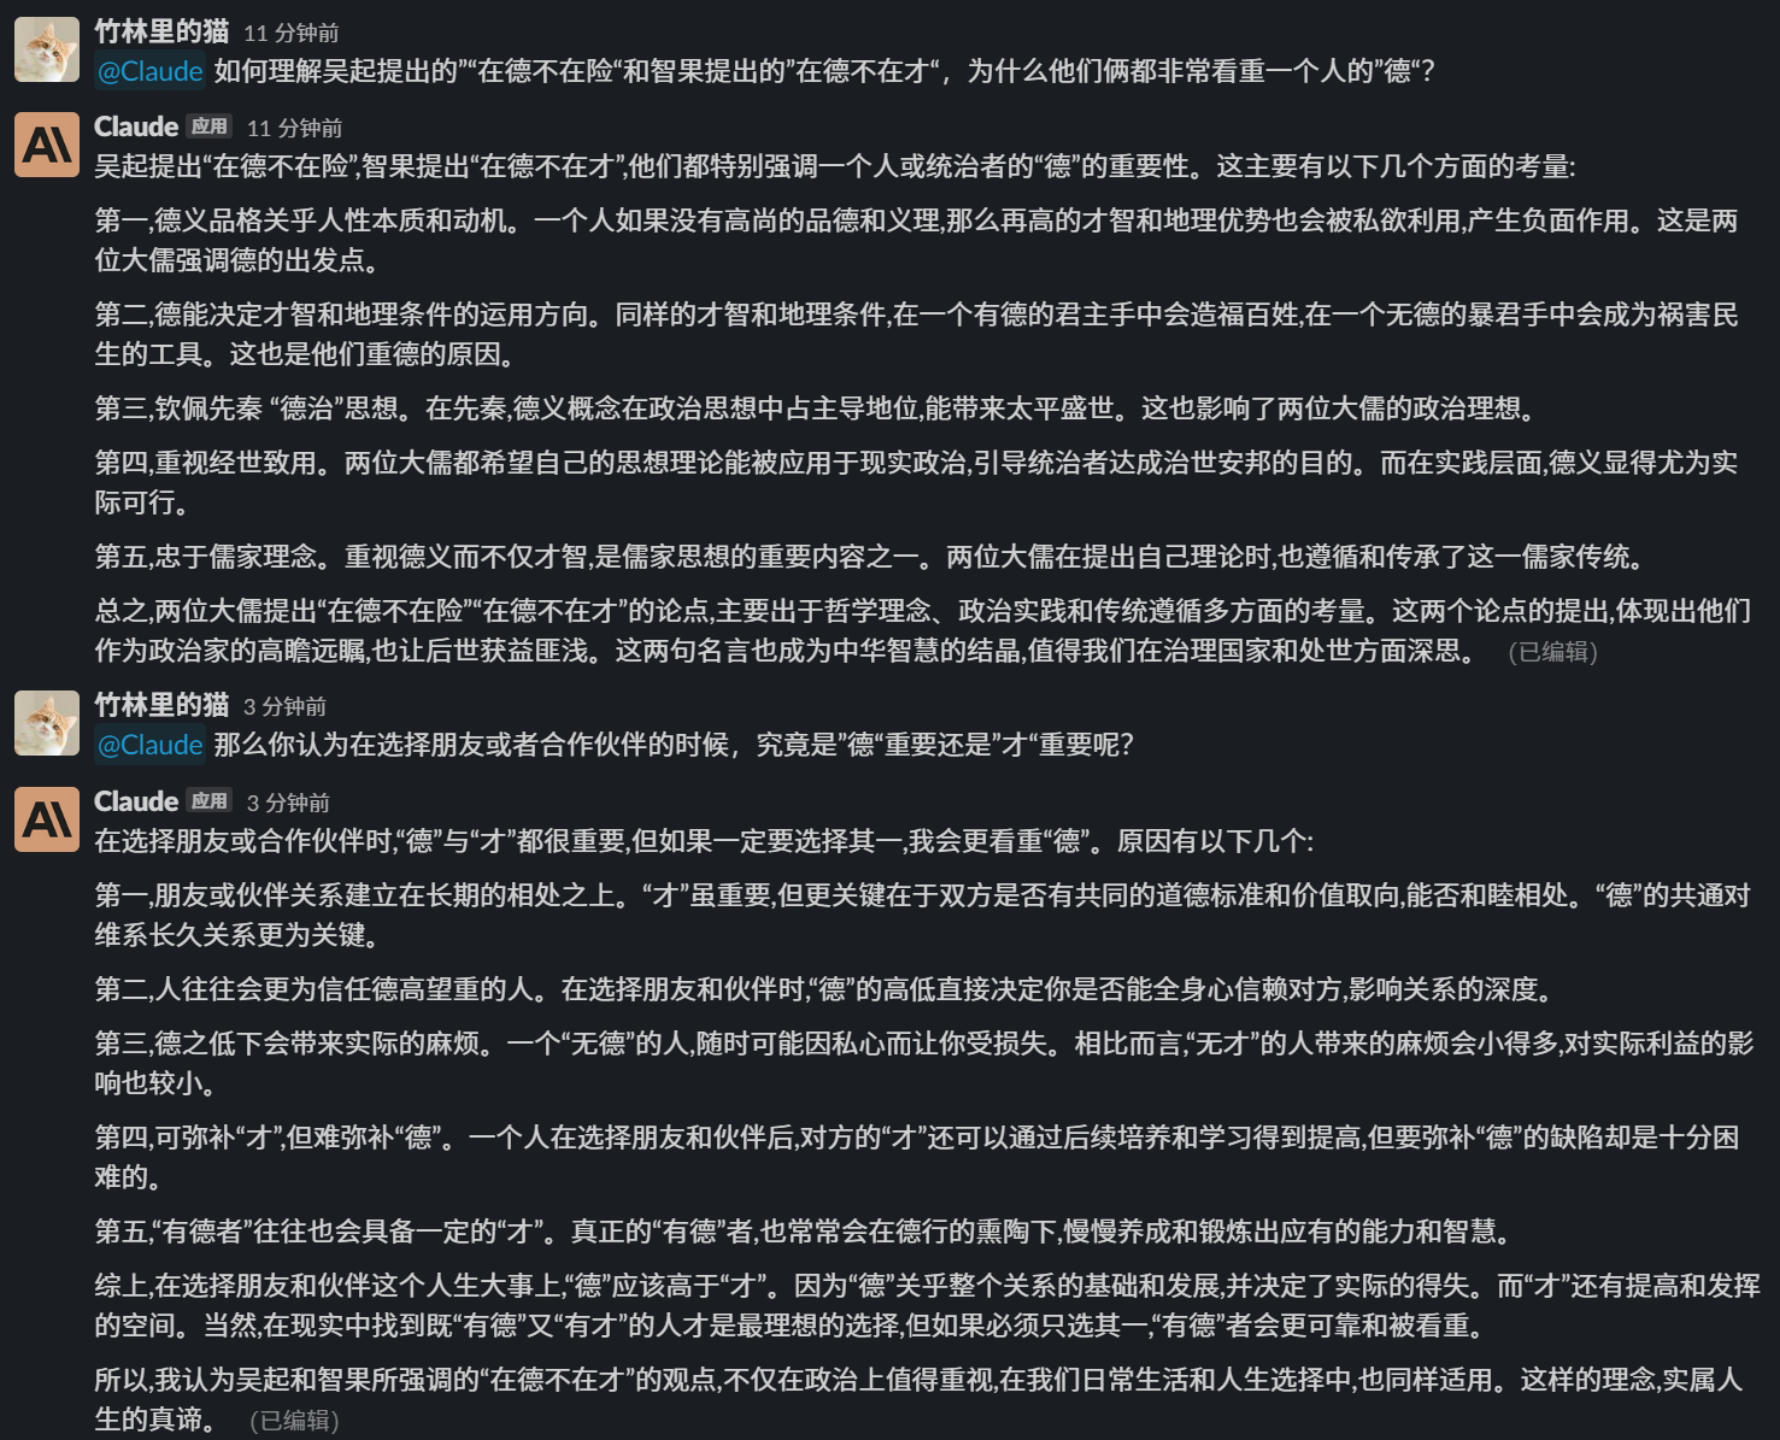 竹林里的猫 11 分钟前
@Claude 如何理解吴起提出的”“在德不在险“和智果提出的”在德不在才“，为什么他们俩都非常看重一个人的”德“？
A\
Claude 应用 11 分钟前
吴起提出“在德不在险”,智果提出“在德不在才”,他们都特别强调一个人或统治者的“德”的重要性。这主要有以下几个方面的考量:
第一,德义品格关乎人性本质和动机。一个人如果没有高尚的品德和义理,那么再高的才智和地理优势也会被私欲利用,产生负面作用。这是两
位大儒强调德的出发点。
第二,德能决定才智和地理条件的运用方向。同样的才智和地理条件,在一个有德的君主手中会造福百姓,在一个无德的暴君手中会成为祸害民
生的工具。这也是他们重德的原因。
第三,钦佩先秦 “德治”思想。在先秦,德义概念在政治思想中占主导地位,能带来太平盛世。这也影响了两位大儒的政治理想。
第四,重视经世致用。两位大儒都希望自己的思想理论能被应用于现实政治,引导统治者达成治世安邦的目的。而在实践层面,德义显得尤为实
际可行。
第五,忠于儒家理念。重视德义而不仅才智,是儒家思想的重要内容之一。两位大儒在提出自己理论时,也遵循和传承了这一儒家传统。
总之,两位大儒提出“在德不在险”“在德不在才”的论点,主要出于哲学理念、政治实践和传统遵循多方面的考量。这两个论点的提出,体现出他们
作为政治家的高瞻远瞩,也让后世获益匪浅。这两句名言也成为中华智慧的结晶,值得我们在治理国家和处世方面深思。 （已编辑）
竹林里的猫 3 分钟前
@Claude 那么你认为在选择朋友或者合作伙伴的时候，究竟是”德“重要还是”才“重要呢？
A\
Claude 应用 3 分钟前
在选择朋友或合作伙伴时,“德”与“才”都很重要,但如果一定要选择其一,我会更看重“德”。原因有以下几个:
第一,朋友或伙伴关系建立在长期的相处之上。“才”虽重要,但更关键在于双方是否有共同的道德标准和价值取向,能否和睦相处。“德”的共通对
维系长久关系更为关键。
第二,人往往会更为信任德高望重的人。在选择朋友和伙伴时,“德”的高低直接决定你是否能全身心信赖对方,影响关系的深度。
第三,德之低下会带来实际的麻烦。一个“无德”的人,随时可能因私心而让你受损失。相比而言,“无才”的人带来的麻烦会小得多,对实际利益的影
响也较小。
第四,可弥补“才”,但难弥补“德”。一个人在选择朋友和伙伴后,对方的“才”还可以通过后续培养和学习得到提高,但要弥补“德”的缺陷却是十分困
难的。
第五,“有德者”往往也会具备一定的“才”。真正的“有德”者,也常常会在德行的熏陶下,慢慢养成和锻炼出应有的能力和智慧。
综上,在选择朋友和伙伴这个人生大事上,“德”应该高于“才”。因为“德”关乎整个关系的基础和发展,并决定了实际的得失。而“才”还有提高和发挥
的空间。当然,在现实中找到既“有德”又“有才”的人才是最理想的选择,但如果必须只选其一,“有德”者会更可靠和被看重。
所以,我认为吴起和智果所强调的“在德不在才”的观点,不仅在政治上值得重视,在我们日常生活和人生选择中,也同样适用。这样的理念,实属人
生的真谛。 （已编辑）